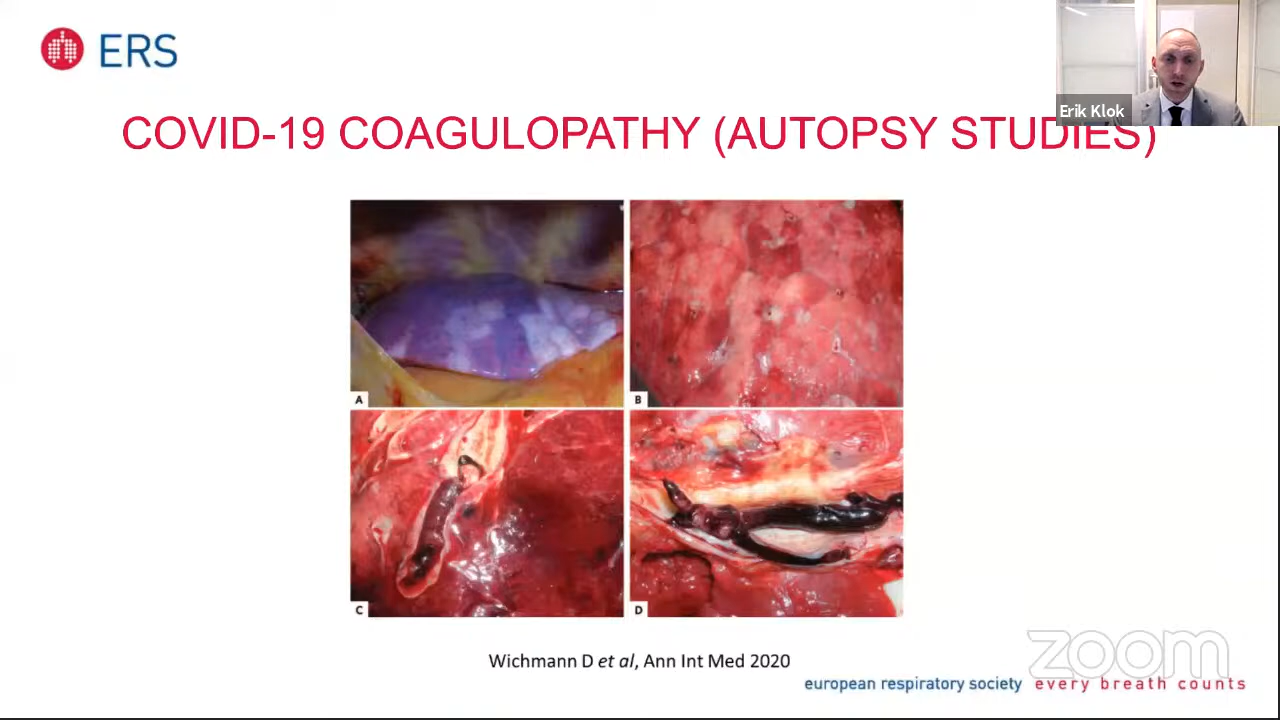 ERS
Erik Klok
COVID-19 COAGULOPATHY (AUTOPSY STUDIES)
A
B
C
D
Wichmann D et al, Ann Int Med 2020
zoom
european respiratory society every breath counts